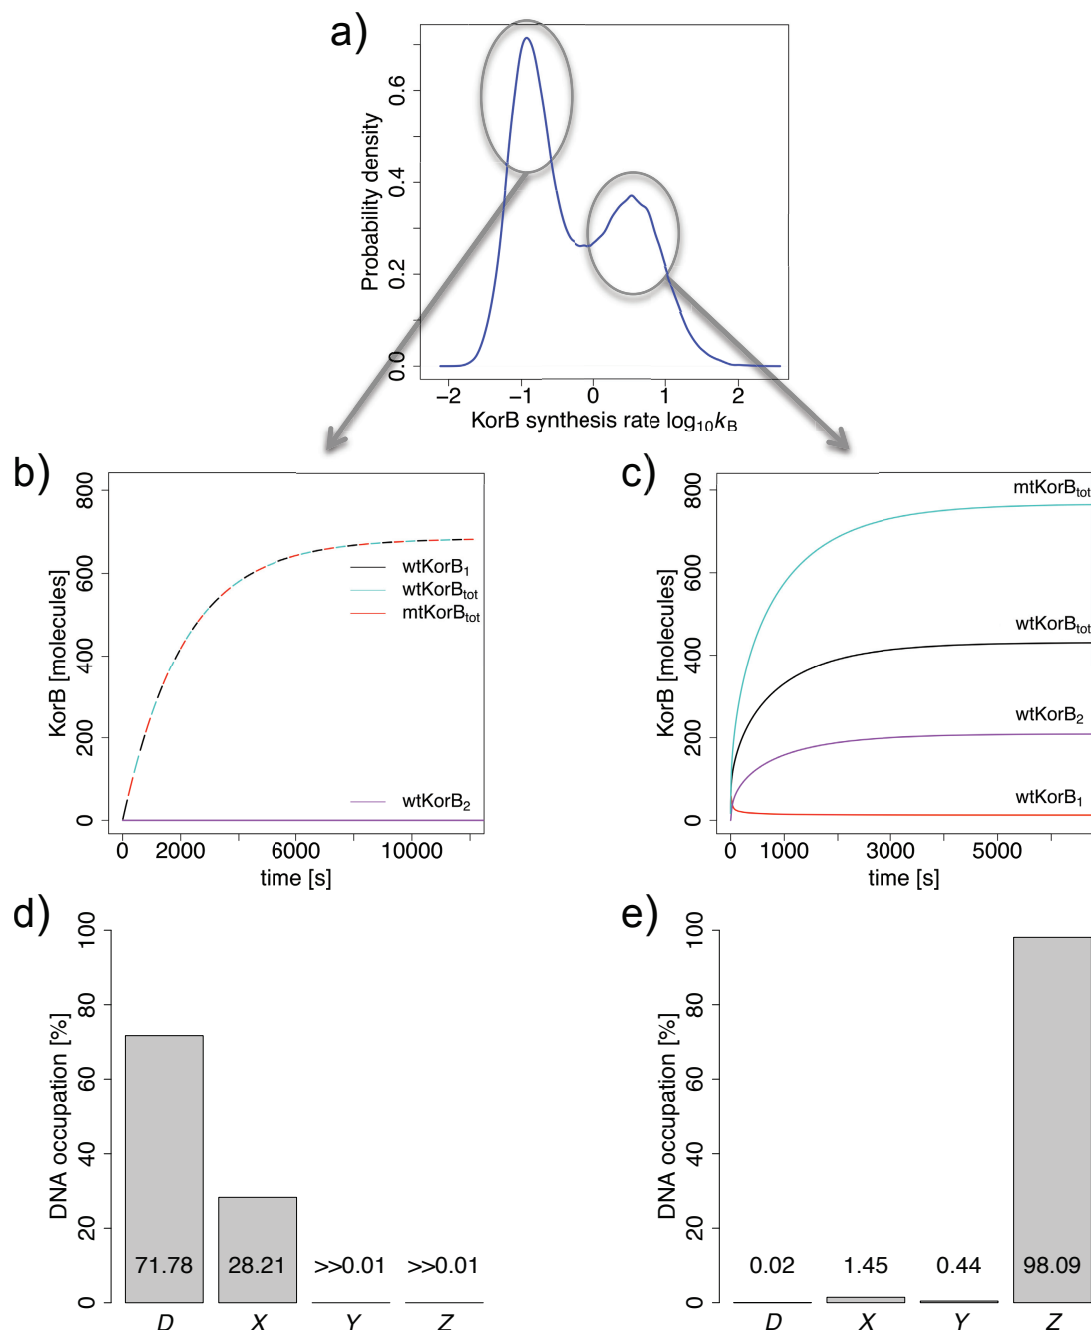 a)
Probability density
0.0
0.2
0.4
0.6
−2
−1
0
1
2
KorB synthesis rate log10kB
b)
KorB [molecules]
0
200
400
600
800
wtKorB1
wtKorBtot
mtKorBtot
wtKorB2
0
2000
6000
10000
time [s]
c)
KorB [molecules]
0
200
400
600
800
mtKorBtot
wtKorBtot
wtKorB2
wtKorB1
0
1000
3000
5000
time [s]
d)
DNA occupation [%]
0
20
40
60
80
100
71.78
28.21
>>0.01
>>0.01
D
X
Y
Z
e)
DNA occupation [%]
0
20
40
60
80
100
0.02
1.45
0.44
98.09
D
X
Y
Z